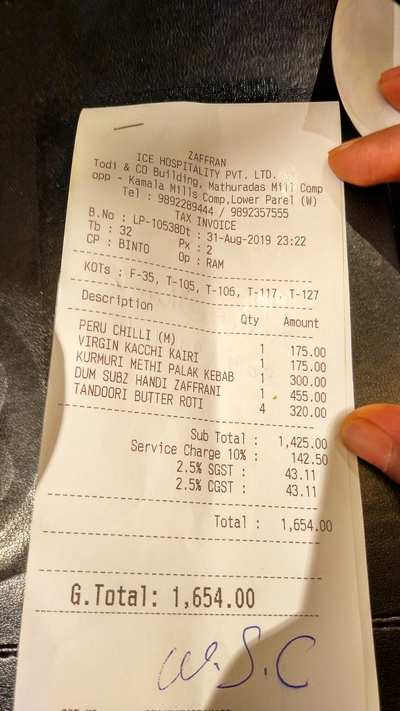 ZAFFRAN
ICE HOSPITALITY PVT. LTD.
Todi & CO Building, Mathuradas Mill Comp
opp - Kamala Mills Comp,Lower Parel (W)
Tel : 9892289444 / 9892357555
TAX INVOICE
B.No : LP-10538 Dt : 31-Aug-2019 23:22
Tb : 32 Px : 2
CP : BINTO Op : RAM
KOTs : F-35, T-105, T-106, T-117, T-127
Description Qty Amount
PERU CHILLI (M) 1 175.00
VIRGIN KACCHI KAIRI 1 175.00
KURMURI METHI PALAK KEBAB 1 300.00
DUM SUBZ HANDI ZAFFRANI 1 455.00
TANDOORI BUTTER ROTI 4 320.00
Sub Total : 1,425.00
Service Charge 10% : 142.50
2.5% SGST : 43.11
2.5% CGST : 43.11
Total : 1,654.00
G.Total: 1,654.00
W.S.C